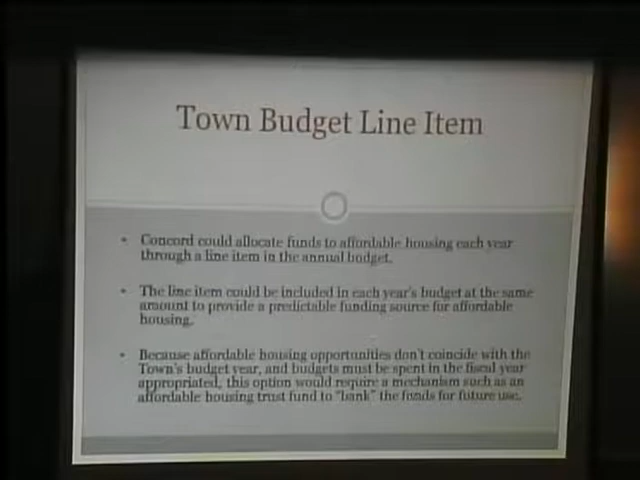 Town Budget Line Item
• Concord could allocate funds to affordable housing each year
through a line item in the annual budget.
• The line item could be included in each year's budget at the same
amount to provide a predictable funding source for affordable
housing.
• Because affordable housing opportunities don't coincide with the
Town's budget year, and budgets must be spent in the fiscal year
appropriated, this option would require a mechanism such as an
affordable housing trust fund to "bank" the funds for future use.